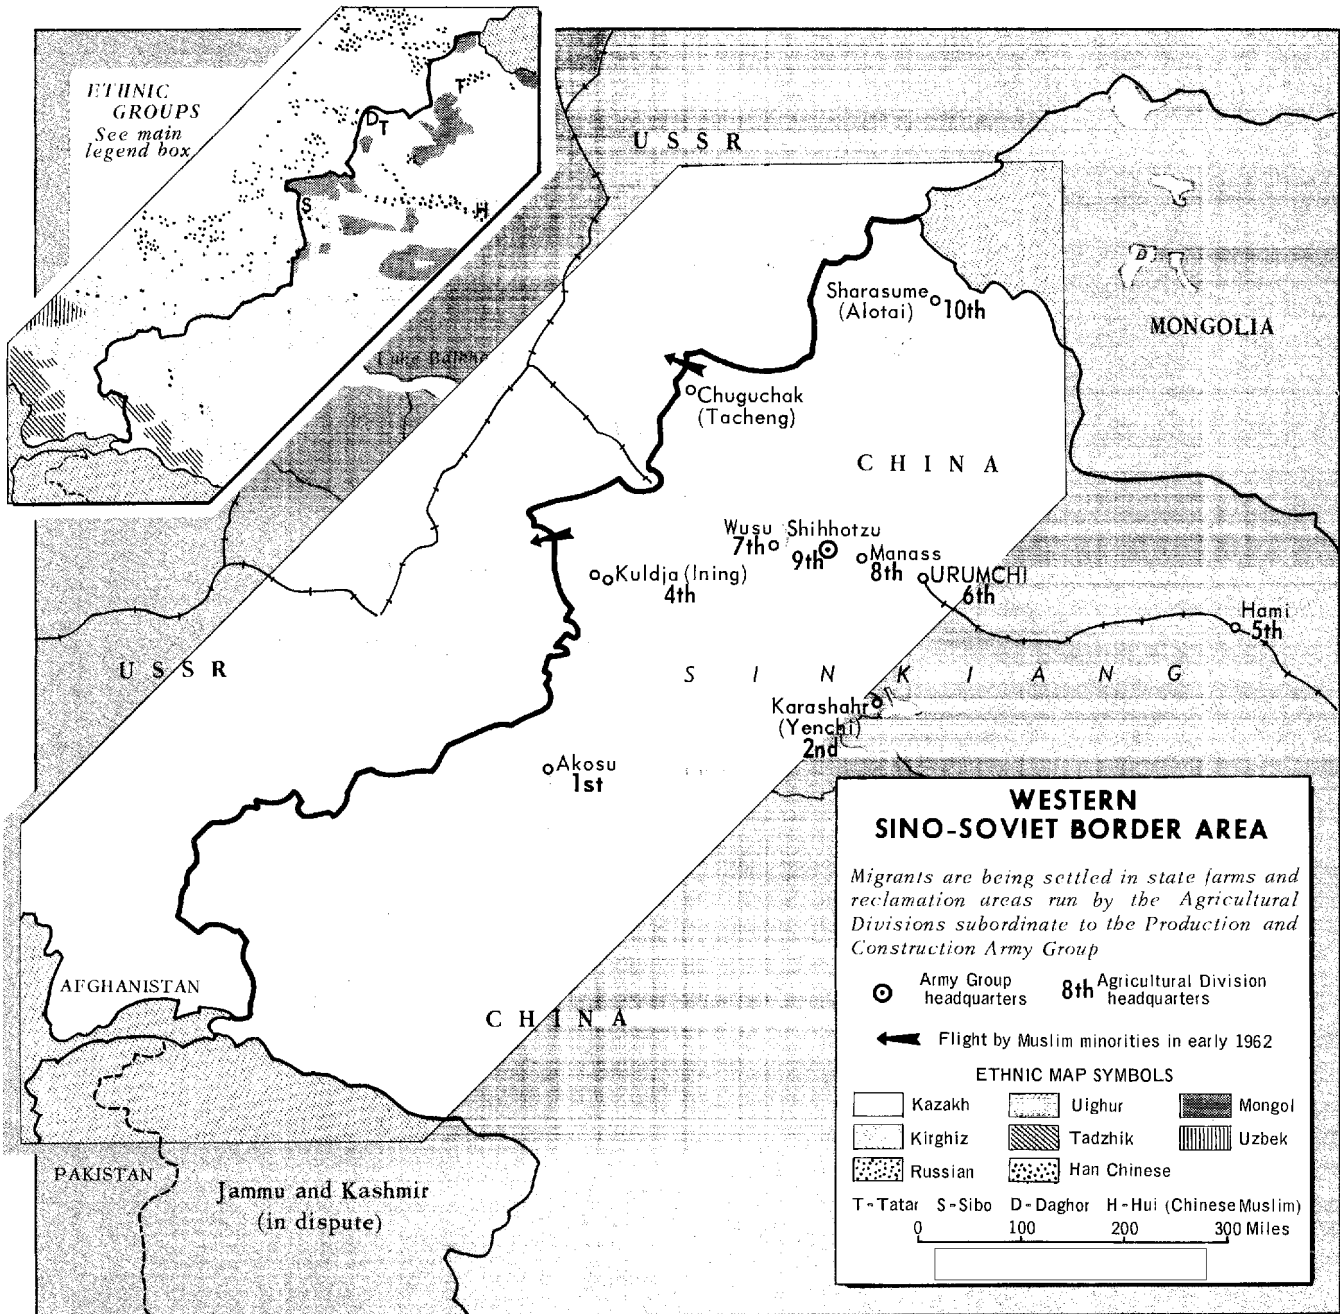 ETHNIC
GROUPS
See main
legend box
T
D
T
S
H
USSR
Lake
Sharasume
(Alotai)
10th
D
MONGOLIA
Chuguchak
(Tacheng)
CHINA
Wusu
7th
Shihhotzu
9th
Manass
8th
URUMCHI
6th
Kuldja (Ining)
4th
Hami
5th
USSR
SINKIANG
Karashahr
(Yenchi)
2nd
Akosu
1st
AFGHANISTAN
CHINA
PAKISTAN
Jammu and Kashmir
(in dispute)
WESTERN
SINO-SOVIET BORDER AREA
Migrants are being settled in state farms and
reclamation areas run by the Agricultural
Divisions subordinate to the Production and
Construction Army Group
Army Group
headquarters
8th Agricultural Division
headquarters
Flight by Muslim minorities in early 1962
ETHNIC MAP SYMBOLS
Kazakh Uighur Mongol
Kirghiz Tadzhik Uzbek
Russian Han Chinese
T-Tatar S-Sibo D-Daghor H-Hui (Chinese Muslim)
0 100 200 300 Miles